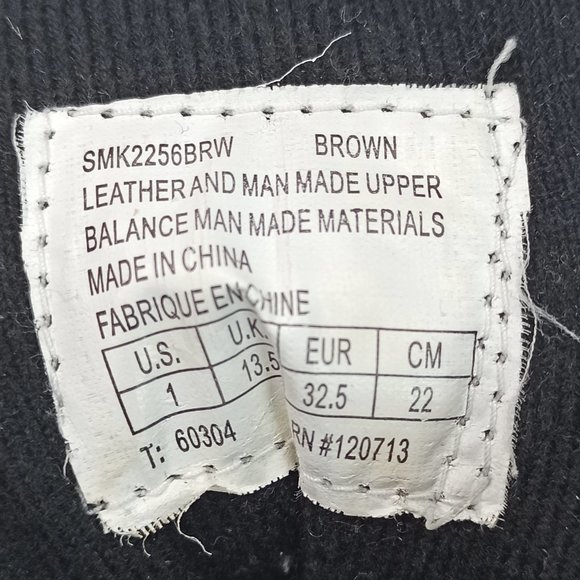 SMK2256BRW BROWN
LEATHER AND MAN MADE UPPER
BALANCE MAN MADE MATERIALS
MADE IN CHINA
FABRIQUE EN CHINE
U.S. U.K. EUR CM
1 13.5 32.5 22
T: 60304 RN #120713